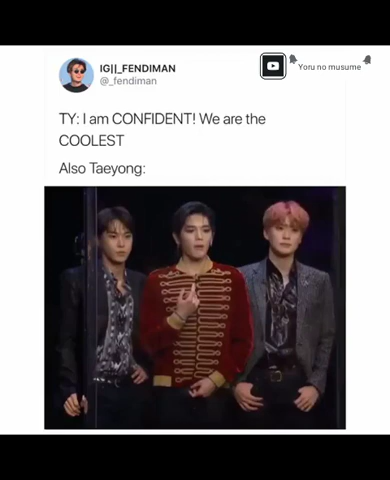 IG||_FENDIMAN
@_fendiman
Yoru no musume
TY: I am CONFIDENT! We are the
COOLEST
Also Taeyong: